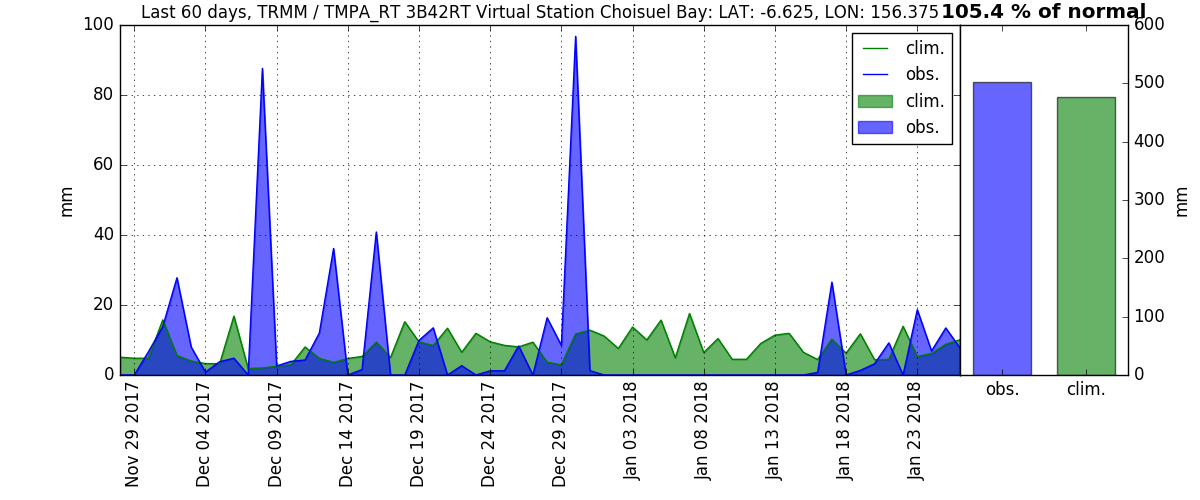 Last 60 days, TRMM / TMPA_RT 3B42RT Virtual Station Choisuel Bay: LAT: -6.625, LON: 156.375
105.4 % of normal
100
80
60
40
20
0
mm
clim.
obs.
clim.
obs.
600
500
400
300
200
100
0
mm
Nov 29 2017
Dec 04 2017
Dec 09 2017
Dec 14 2017
Dec 19 2017
Dec 24 2017
Dec 29 2017
Jan 03 2018
Jan 08 2018
Jan 13 2018
Jan 18 2018
Jan 23 2018
obs.
clim.